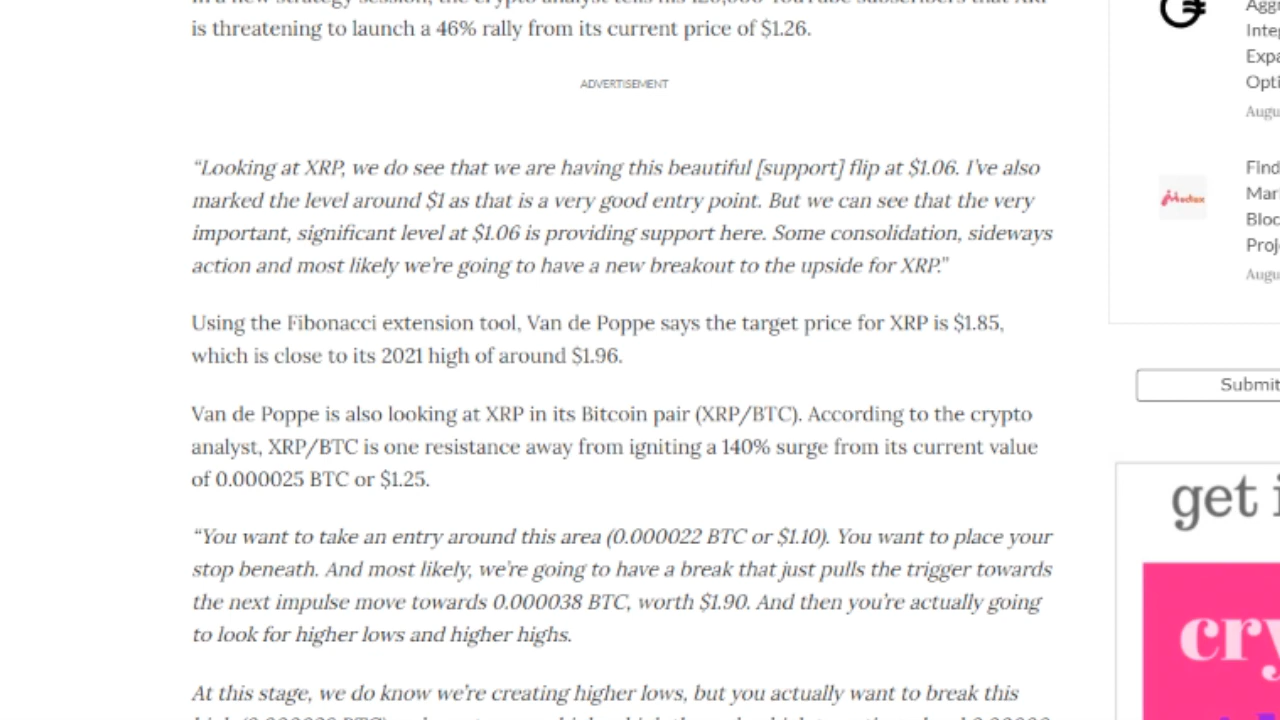 is threatening to launch a 46% rally from its current price of $1.26.
ADVERTISEMENT
“Looking at XRP, we do see that we are having this beautiful [support] flip at $1.06. I’ve also
marked the level around $1 as that is a very good entry point. But we can see that the very
important, significant level at $1.06 is providing support here. Some consolidation, sideways
action and most likely we’re going to have a new breakout to the upside for XRP.”
Using the Fibonacci extension tool, Van de Poppe says the target price for XRP is $1.85,
which is close to its 2021 high of around $1.96.
Van de Poppe is also looking at XRP in its Bitcoin pair (XRP/BTC). According to the crypto
analyst, XRP/BTC is one resistance away from igniting a 140% surge from its current value
of 0.000025 BTC or $1.25.
“You want to take an entry around this area (0.000022 BTC or $1.10). You want to place your
stop beneath. And most likely, we’re going to have a break that just pulls the trigger towards
the next impulse move towards 0.000038 BTC, worth $1.90. And then you’re actually going
to look for higher lows and higher highs.
At this stage, we do know we’re creating higher lows, but you actually want to break this
Aggr
Integ
Expa
Opti
Augu
Find
Mar
Bloc
Proj
Augu
Submit
get i
cry